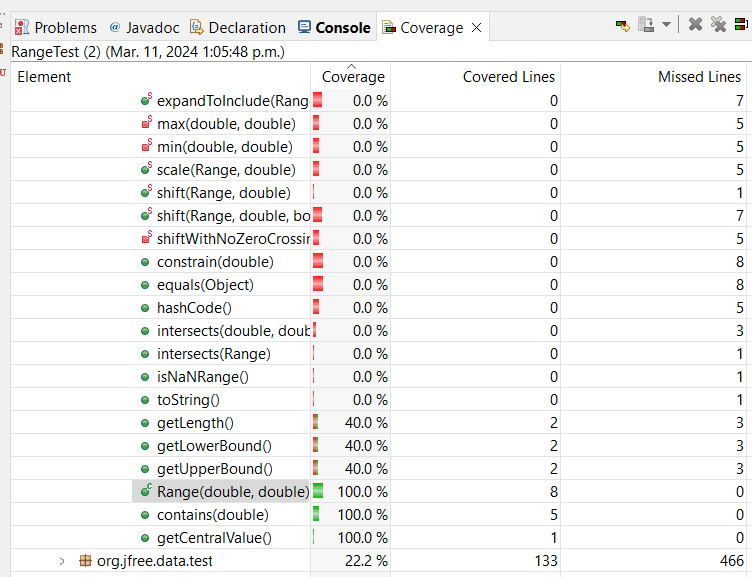 Problems @ Javadoc Declaration Console Coverage
RangeTest (2) (Mar. 11, 2024 1:05:48 p.m.)
Element Coverage Covered Lines Missed Lines
expandToInclude(Rang 0.0 % 0 7
max(double, double) 0.0 % 0 5
min(double, double) 0.0 % 0 5
scale(Range, double) 0.0 % 0 5
shift(Range, double) 0.0 % 0 1
shift(Range, double, bo 0.0 % 0 7
shiftWithNoZeroCrossin 0.0 % 0 5
constrain(double) 0.0 % 0 8
equals(Object) 0.0 % 0 8
hashCode() 0.0 % 0 5
intersects(double, doub 0.0 % 0 3
intersects(Range) 0.0 % 0 1
isNaNRange() 0.0 % 0 1
toString() 0.0 % 0 1
getLength() 40.0 % 2 3
getLowerBound() 40.0 % 2 3
getUpperBound() 40.0 % 2 3
Range(double, double) 100.0 % 8 0
contains(double) 100.0 % 5 0
getCentralValue() 100.0 % 1 0
org.jfree.data.test 22.2 % 133 466